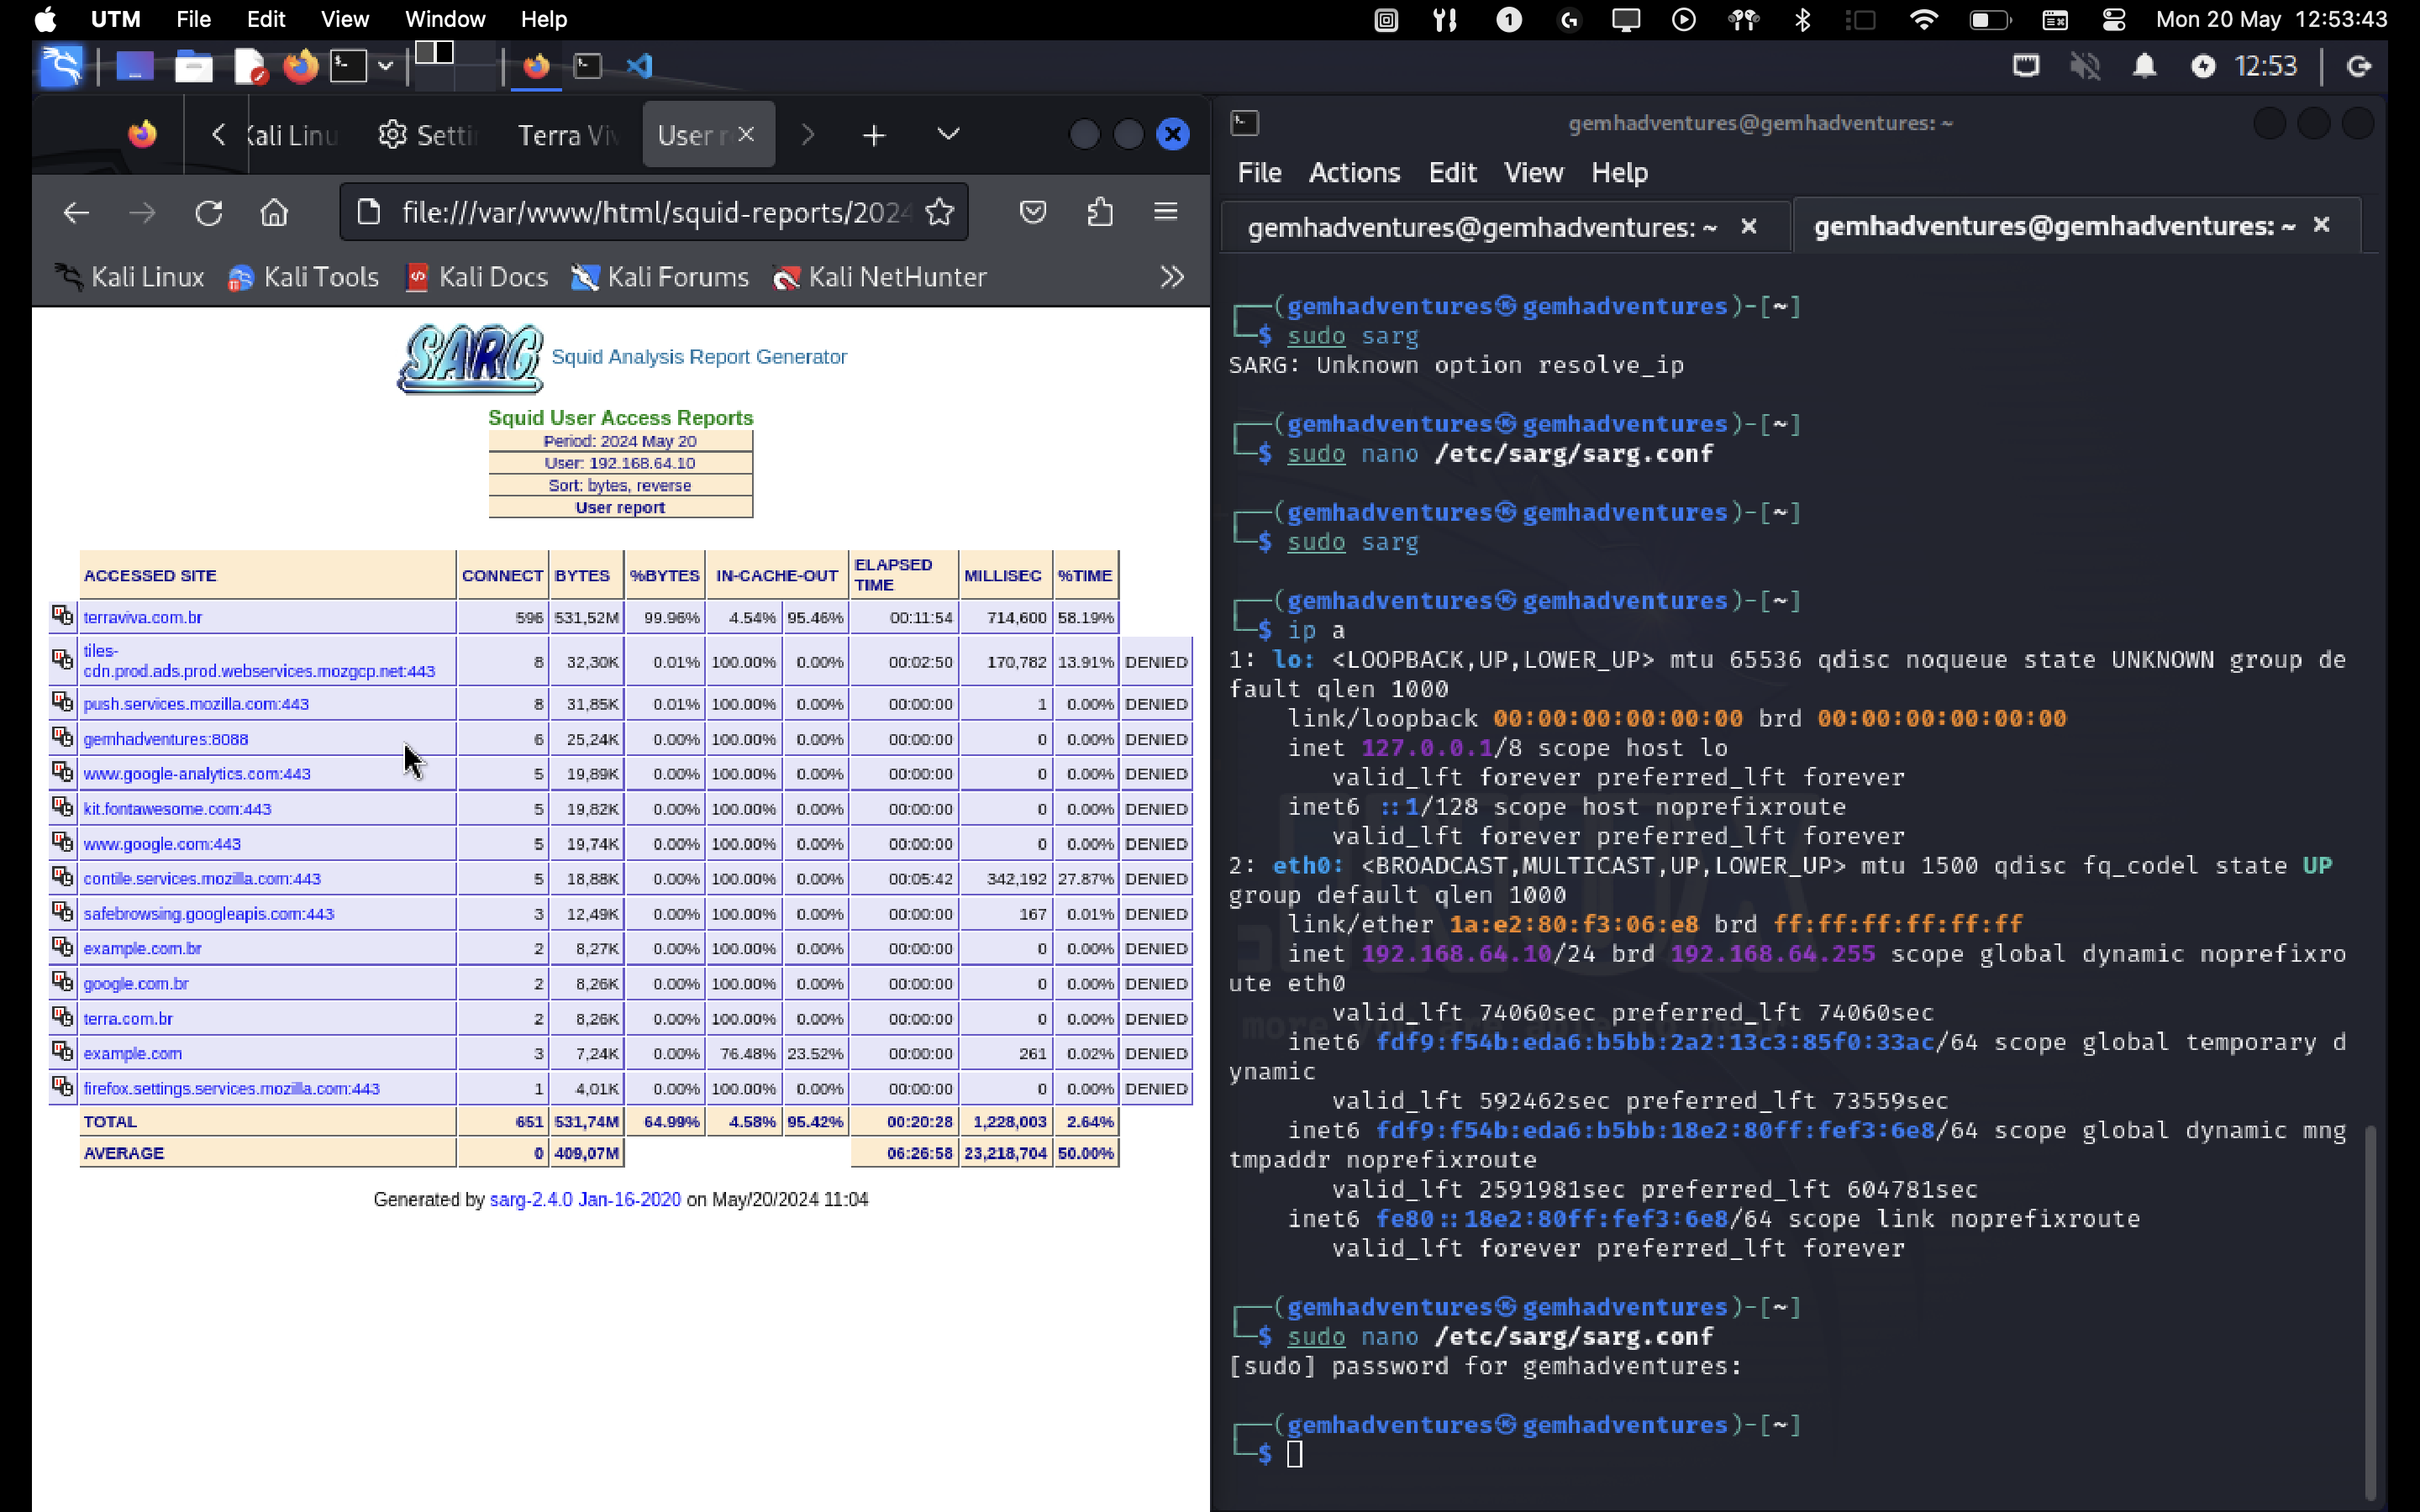 UTM File Edit View Window Help
1
Mon 20 May 12:53:43
12:53
Kali Linu
Settin
Terra Viv
User r
file:///var/www/html/squid-reports/2024
Kali Linux Kali Tools Kali Docs Kali Forums Kali NetHunter
SARG Squid Analysis Report Generator
Squid User Access Reports
Period: 2024 May 20
User: 192.168.64.10
Sort: bytes, reverse
User report
ACCESSED SITE CONNECT BYTES %BYTES IN-CACHE-OUT ELAPSED TIME MILLISEC %TIME
terraviva.com.br 596 531,52M 99.96% 4.54% 95.46% 00:11:54 714,600 58.19%
tiles-
cdn.prod.ads.prod.webservices.mozgcp.net:443 8 32,30K 0.01% 100.00% 0.00% 00:02:50 170,782 13.91% DENIED
push.services.mozilla.com:443 8 31,85K 0.01% 100.00% 0.00% 00:00:00 1 0.00% DENIED
gemhadventures:8088 6 25,24K 0.00% 100.00% 0.00% 00:00:00 0 0.00% DENIED
www.google-analytics.com:443 5 19,89K 0.00% 100.00% 0.00% 00:00:00 0 0.00% DENIED
kit.fontawesome.com:443 5 19,82K 0.00% 100.00% 0.00% 00:00:00 0 0.00% DENIED
www.google.com:443 5 19,74K 0.00% 100.00% 0.00% 00:00:00 0 0.00% DENIED
contile.services.mozilla.com:443 5 18,88K 0.00% 100.00% 0.00% 00:05:42 342,192 27.87% DENIED
safebrowsing.googleapis.com:443 3 12,49K 0.00% 100.00% 0.00% 00:00:00 167 0.01% DENIED
example.com.br 2 8,27K 0.00% 100.00% 0.00% 00:00:00 0 0.00% DENIED
google.com.br 2 8,26K 0.00% 100.00% 0.00% 00:00:00 0 0.00% DENIED
terra.com.br 2 8,26K 0.00% 100.00% 0.00% 00:00:00 0 0.00% DENIED
example.com 3 7,24K 0.00% 76.48% 23.52% 00:00:00 261 0.02% DENIED
firefox.settings.services.mozilla.com:443 1 4,01K 0.00% 100.00% 0.00% 00:00:00 0 0.00% DENIED
TOTAL 651 531,74M 64.99% 4.58% 95.42% 00:20:28 1,228,003 2.64%
AVERAGE 0 409,07M 06:26:58 23,218,704 50.00%
Generated by sarg-2.4.0 Jan-16-2020 on May/20/2024 11:04
gemhadventures@gemhadventures: ~
File Actions Edit View Help
gemhadventures@gemhadventures: ~ × gemhadventures@gemhadventures: ~ ×
┌──(gemhadventures㉿gemhadventures)-[~]
└─$ sudo sarg
SARG: Unknown option resolve_ip
┌──(gemhadventures㉿gemhadventures)-[~]
└─$ sudo nano /etc/sarg/sarg.conf
┌──(gemhadventures㉿gemhadventures)-[~]
└─$ sudo sarg
┌──(gemhadventures㉿gemhadventures)-[~]
└─$ ip a
1: lo: <LOOPBACK,UP,LOWER_UP> mtu 65536 qdisc noqueue state UNKNOWN group de
fault qlen 1000
link/loopback 00:00:00:00:00:00 brd 00:00:00:00:00:00
inet 127.0.0.1/8 scope host lo
valid_lft forever preferred_lft forever
inet6 ::1/128 scope host noprefixroute
valid_lft forever preferred_lft forever
2: eth0: <BROADCAST,MULTICAST,UP,LOWER_UP> mtu 1500 qdisc fq_codel state UP
group default qlen 1000
link/ether 1a:e2:80:f3:06:e8 brd ff:ff:ff:ff:ff:ff
inet 192.168.64.10/24 brd 192.168.64.255 scope global dynamic noprefixro
ute eth0
valid_lft 74060sec preferred_lft 74060sec
inet6 fdf9:f54b:eda6:b5bb:2a2:13c3:85f0:33ac/64 scope global temporary d
ynamic
valid_lft 592462sec preferred_lft 73559sec
inet6 fdf9:f54b:eda6:b5bb:18e2:80ff:fef3:6e8/64 scope global dynamic mng
tmpaddr noprefixroute
valid_lft 2591981sec preferred_lft 604781sec
inet6 fe80::18e2:80ff:fef3:6e8/64 scope link noprefixroute
valid_lft forever preferred_lft forever
┌──(gemhadventures㉿gemhadventures)-[~]
└─$ sudo nano /etc/sarg/sarg.conf
[sudo] password for gemhadventures:
┌──(gemhadventures㉿gemhadventures)-[~]
└─$